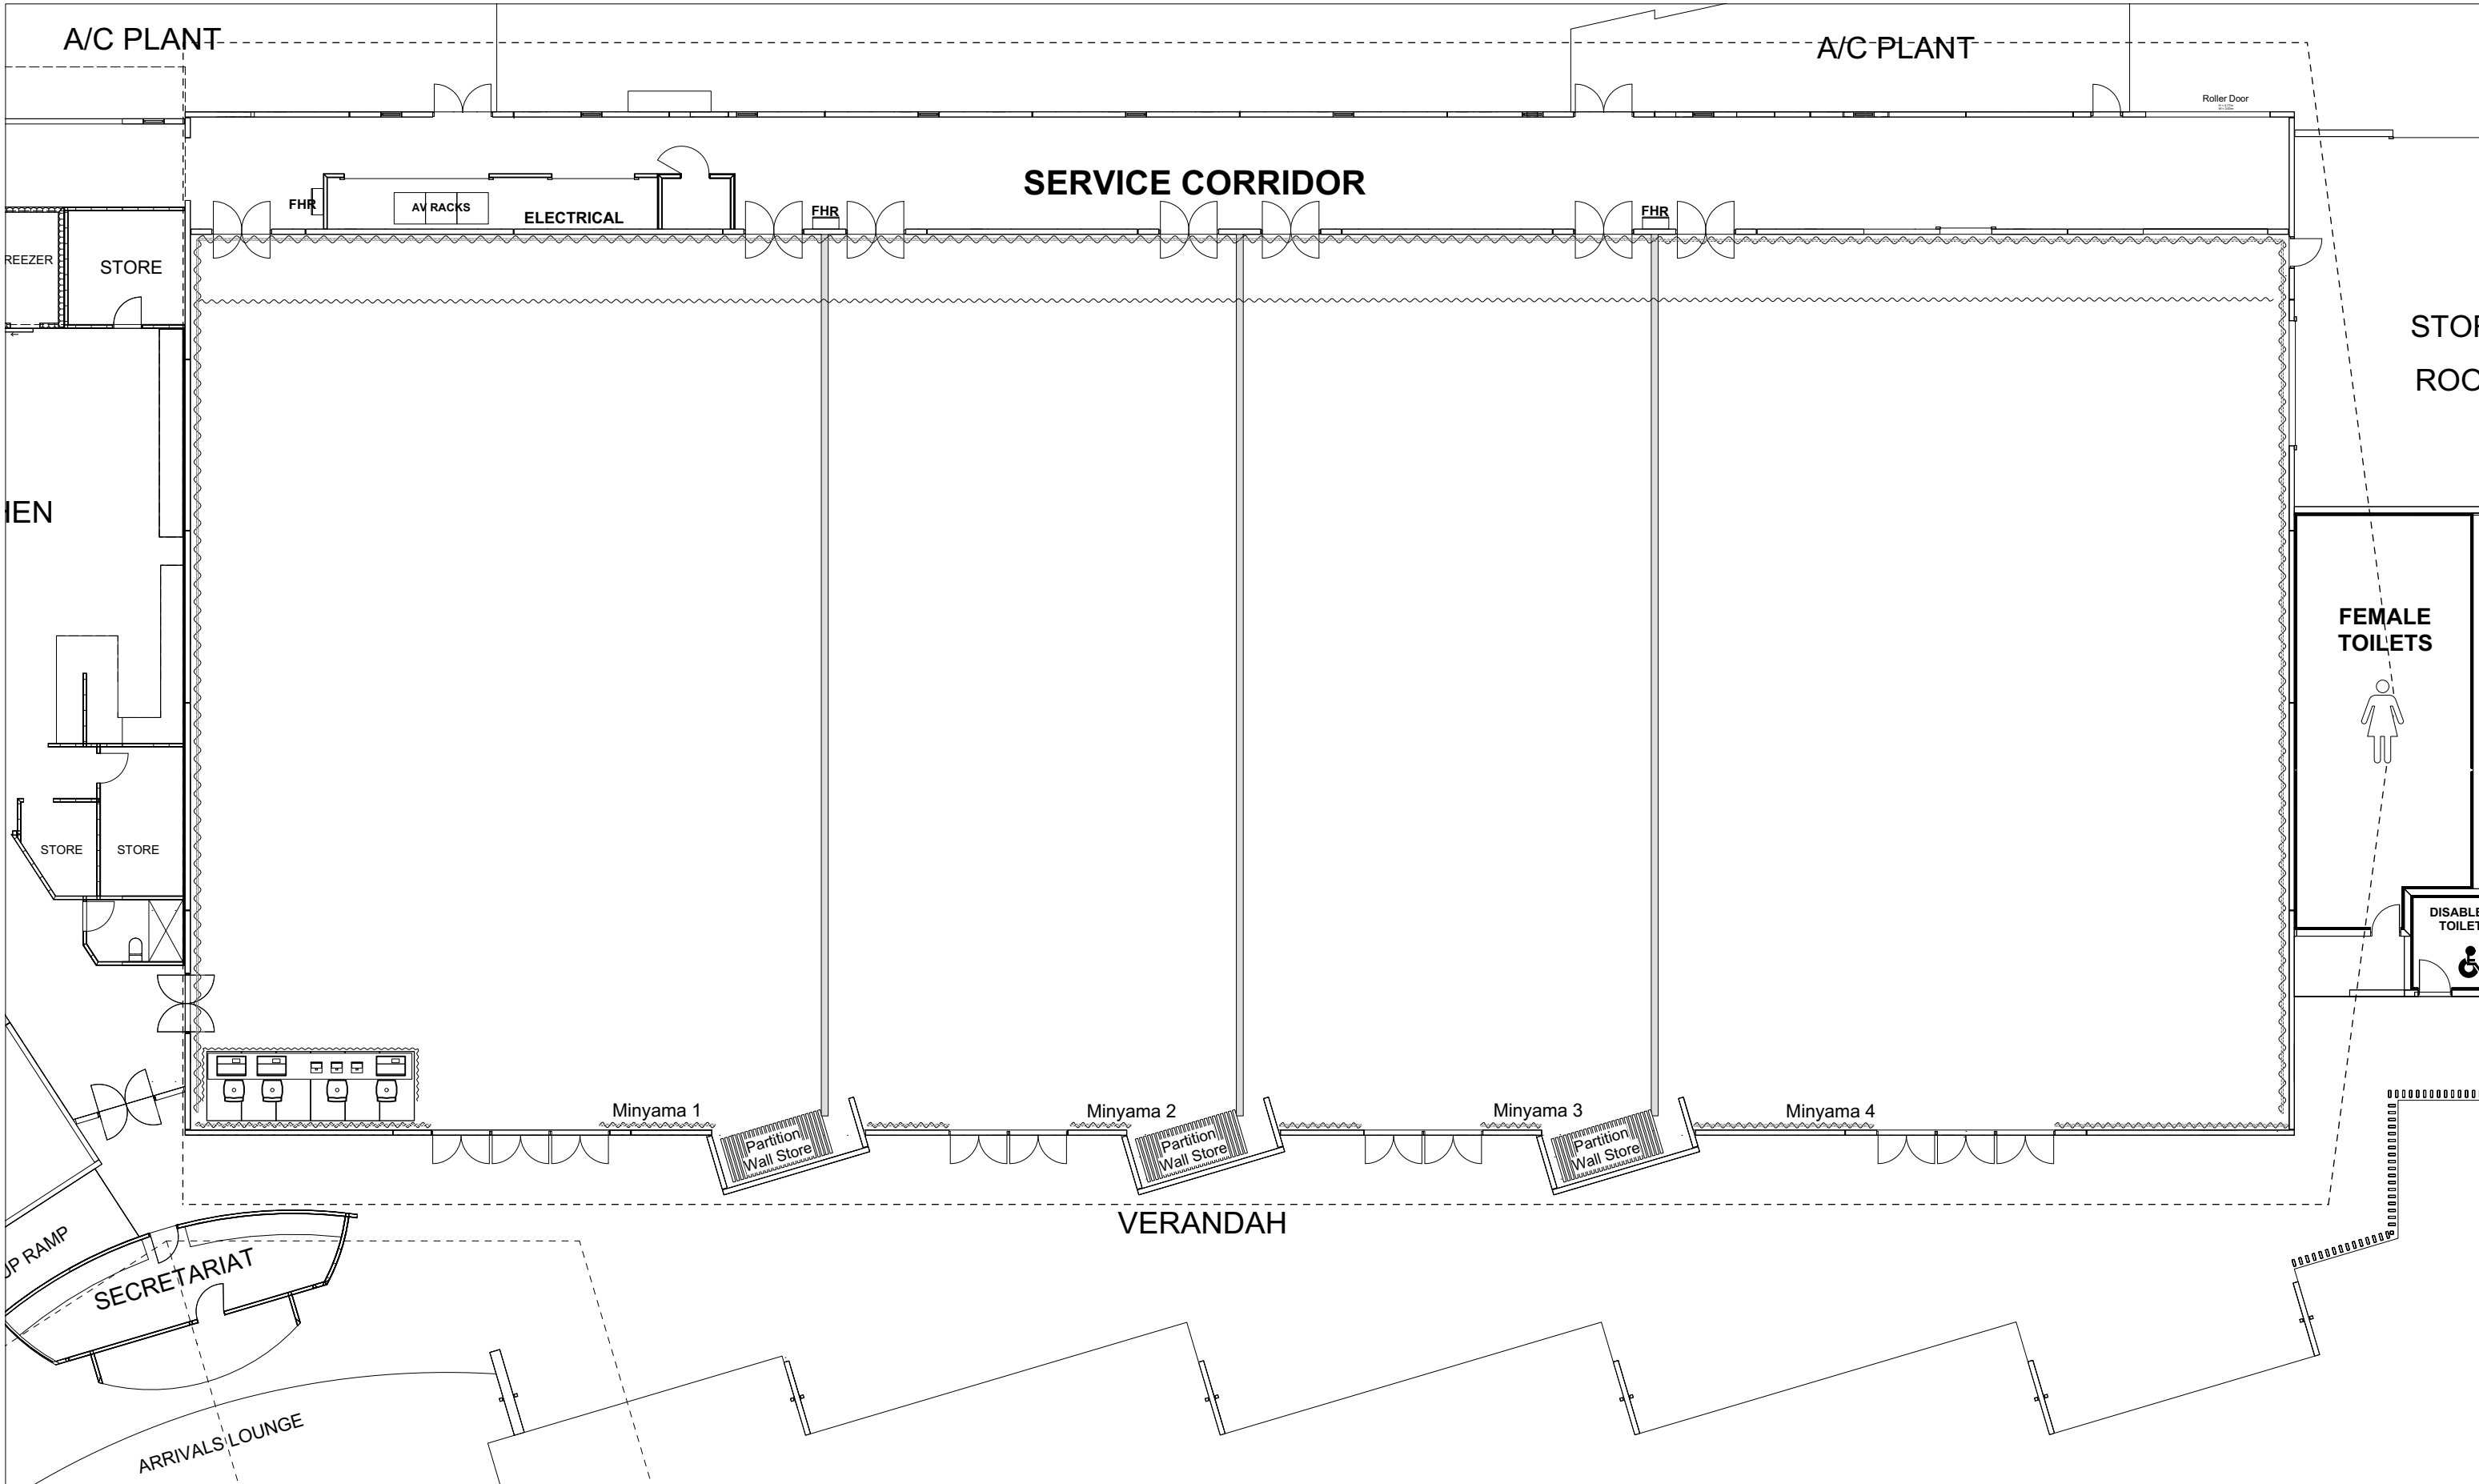 A/C PLANT
A/C PLANT
Roller Door
SERVICE CORRIDOR
FHR
AV RACKS
ELECTRICAL
FHR
FHR
REEZER
STORE
STOR
ROO
HEN
FEMALE
TOILETS
STORE
STORE
DISABLE
TOILET
Minyama 1
Minyama 2
Minyama 3
Minyama 4
Partition
Wall Store
Partition
Wall Store
Partition
Wall Store
VERANDAH
UP RAMP
SECRETARIAT
ARRIVALS LOUNGE